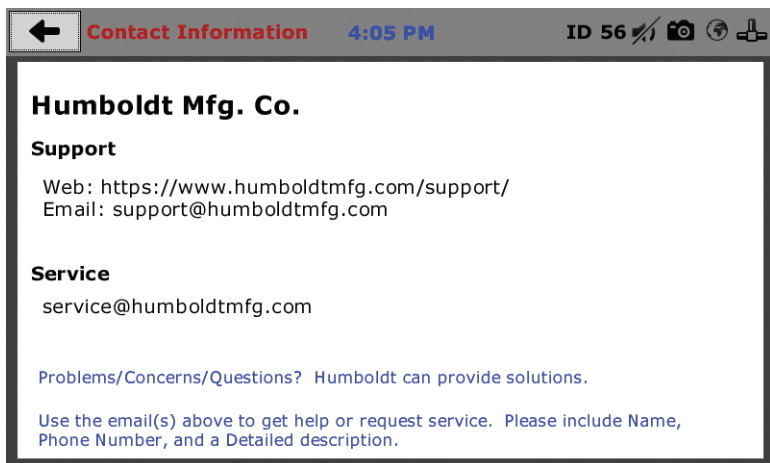 Contact Information 4:05 PM ID 56
Humboldt Mfg. Co.
Support
Web: https://www.humboldtmfg.com/support/
Email: support@humboldtmfg.com
Service
service@humboldtmfg.com
Problems/Concerns/Questions?  Humboldt can provide solutions.
Use the email(s) above to get help or request service.  Please include Name,
Phone Number, and a Detailed description.